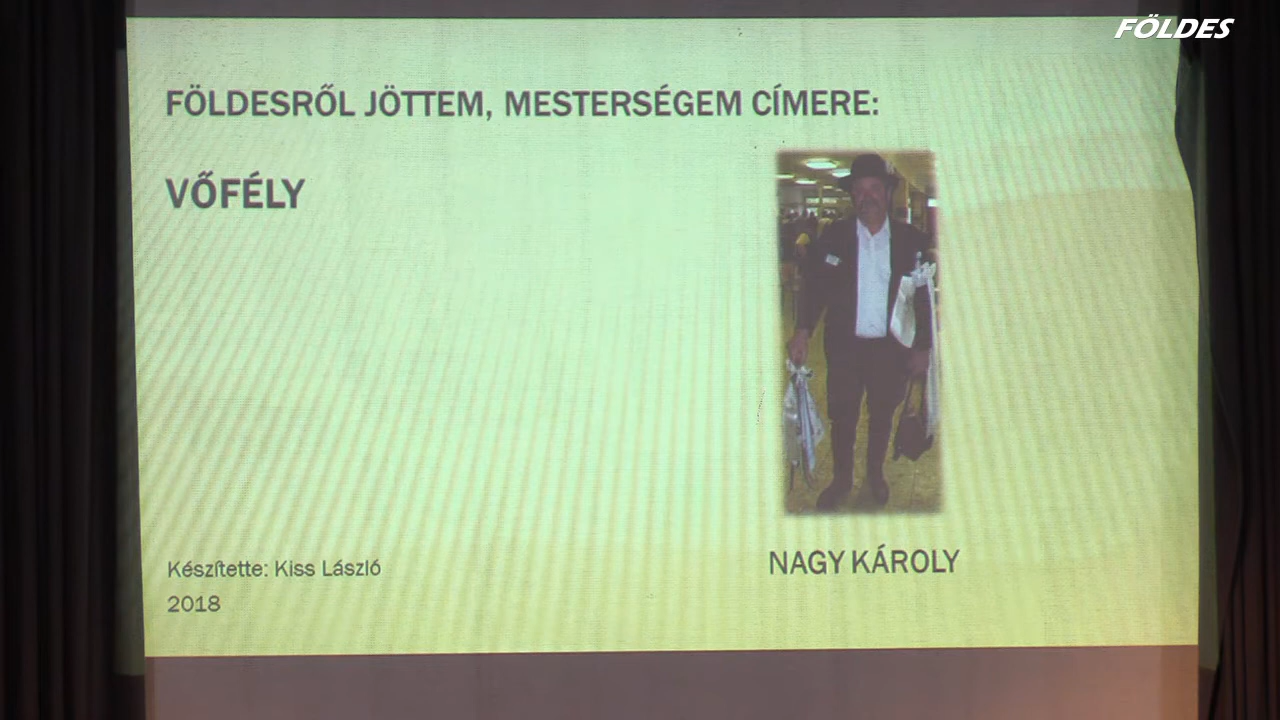 FÖLDES
FÖLDESRŐL JÖTTEM, MESTERSÉGEM CÍMERE:
VŐFÉLY
Készítette: Kiss László
2018
NAGY KÁROLY